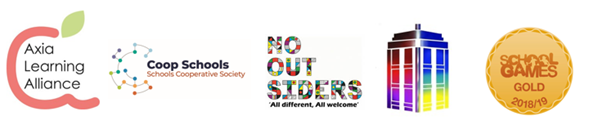 Axia
Learning
Alliance
Coop Schools
Schools Cooperative Society
NO
OUT
SIDERS
'All different, All welcome'
SCHOOL
GAMES
GOLD
2018/19